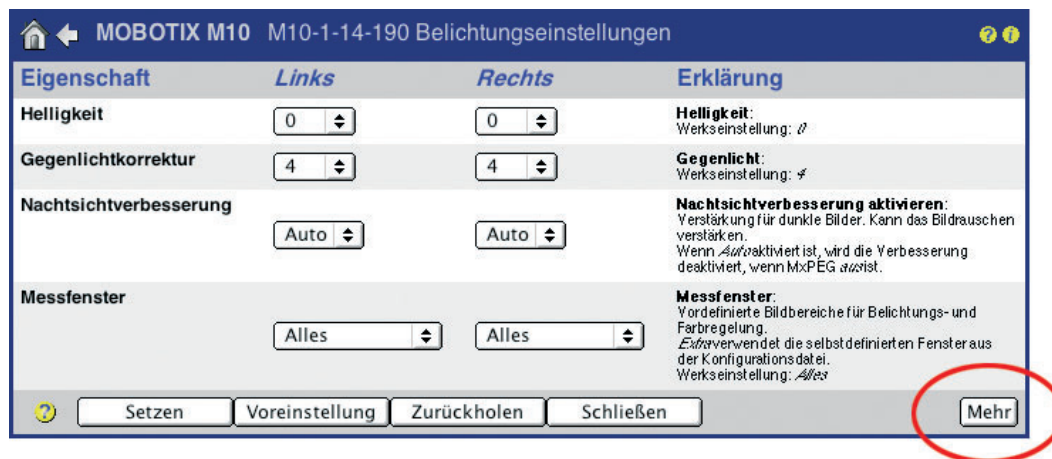 MOBOTIX M10 M10-1-14-190 Belichtungseinstellungen
Eigenschaft Links Rechts Erklärung
Helligkeit 0 0 Helligkeit:
Werkseinstellung: 0
Gegenlichtkorrektur 4 4 Gegenlicht:
Werkseinstellung: 4
Nachtsichtverbesserung Auto Auto Nachtsichtverbesserung aktivieren:
Verstärkung für dunkle Bilder. Kann das Bildrauschen
verstärken.
Wenn Auto aktiviert ist, wird die Verbesserung
deaktiviert, wenn MxPEG aus ist.
Messfenster Alles Alles Messfenster:
Vordefinierte Bildbereiche für Belichtungs- und
Farbregelung.
Extra verwendet die selbstdefinierten Fenster aus
der Konfigurationsdatei.
Werkseinstellung: Alles
? Setzen Voreinstellung Zurückholen Schließen Mehr